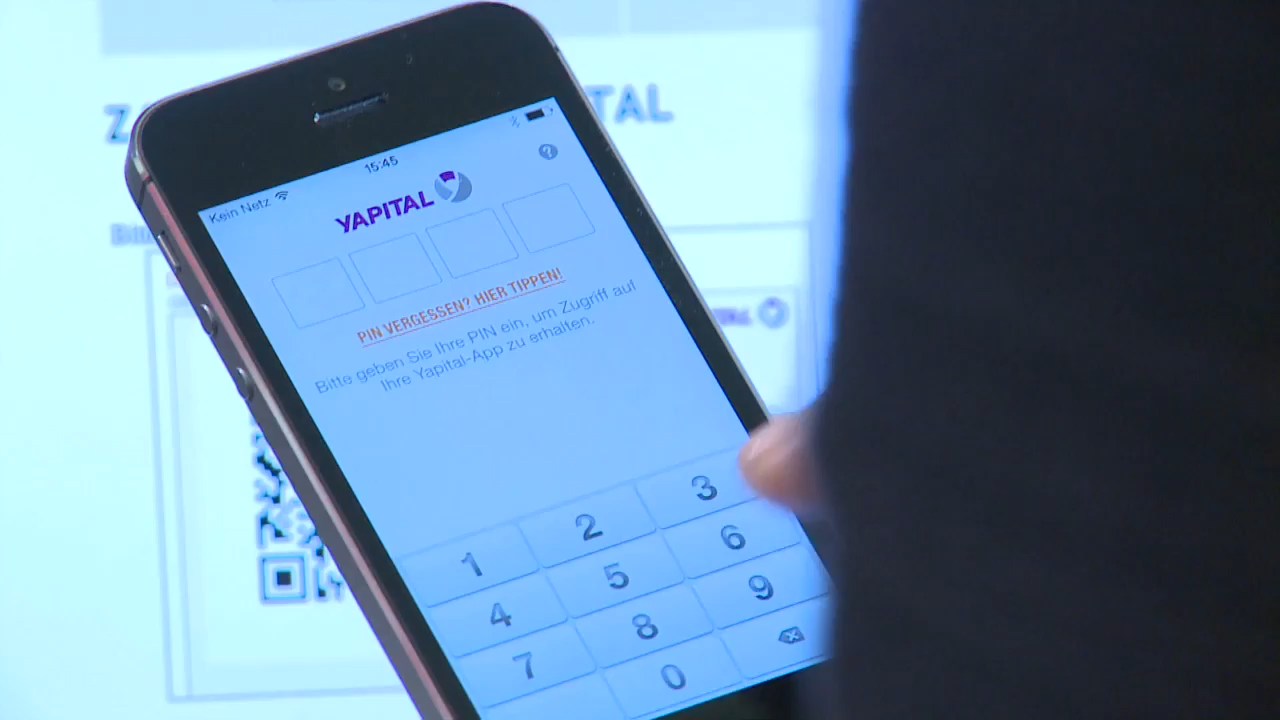 TAL
Kein Netz
15:45
YAPITAL
PIN VERGESSEN? HIER TIPPEN!
Bitte geben Sie Ihre PIN ein, um Zugriff auf
Ihre Yapital-App zu erhalten.
1 2 3
4 5 6
7 8 9
0